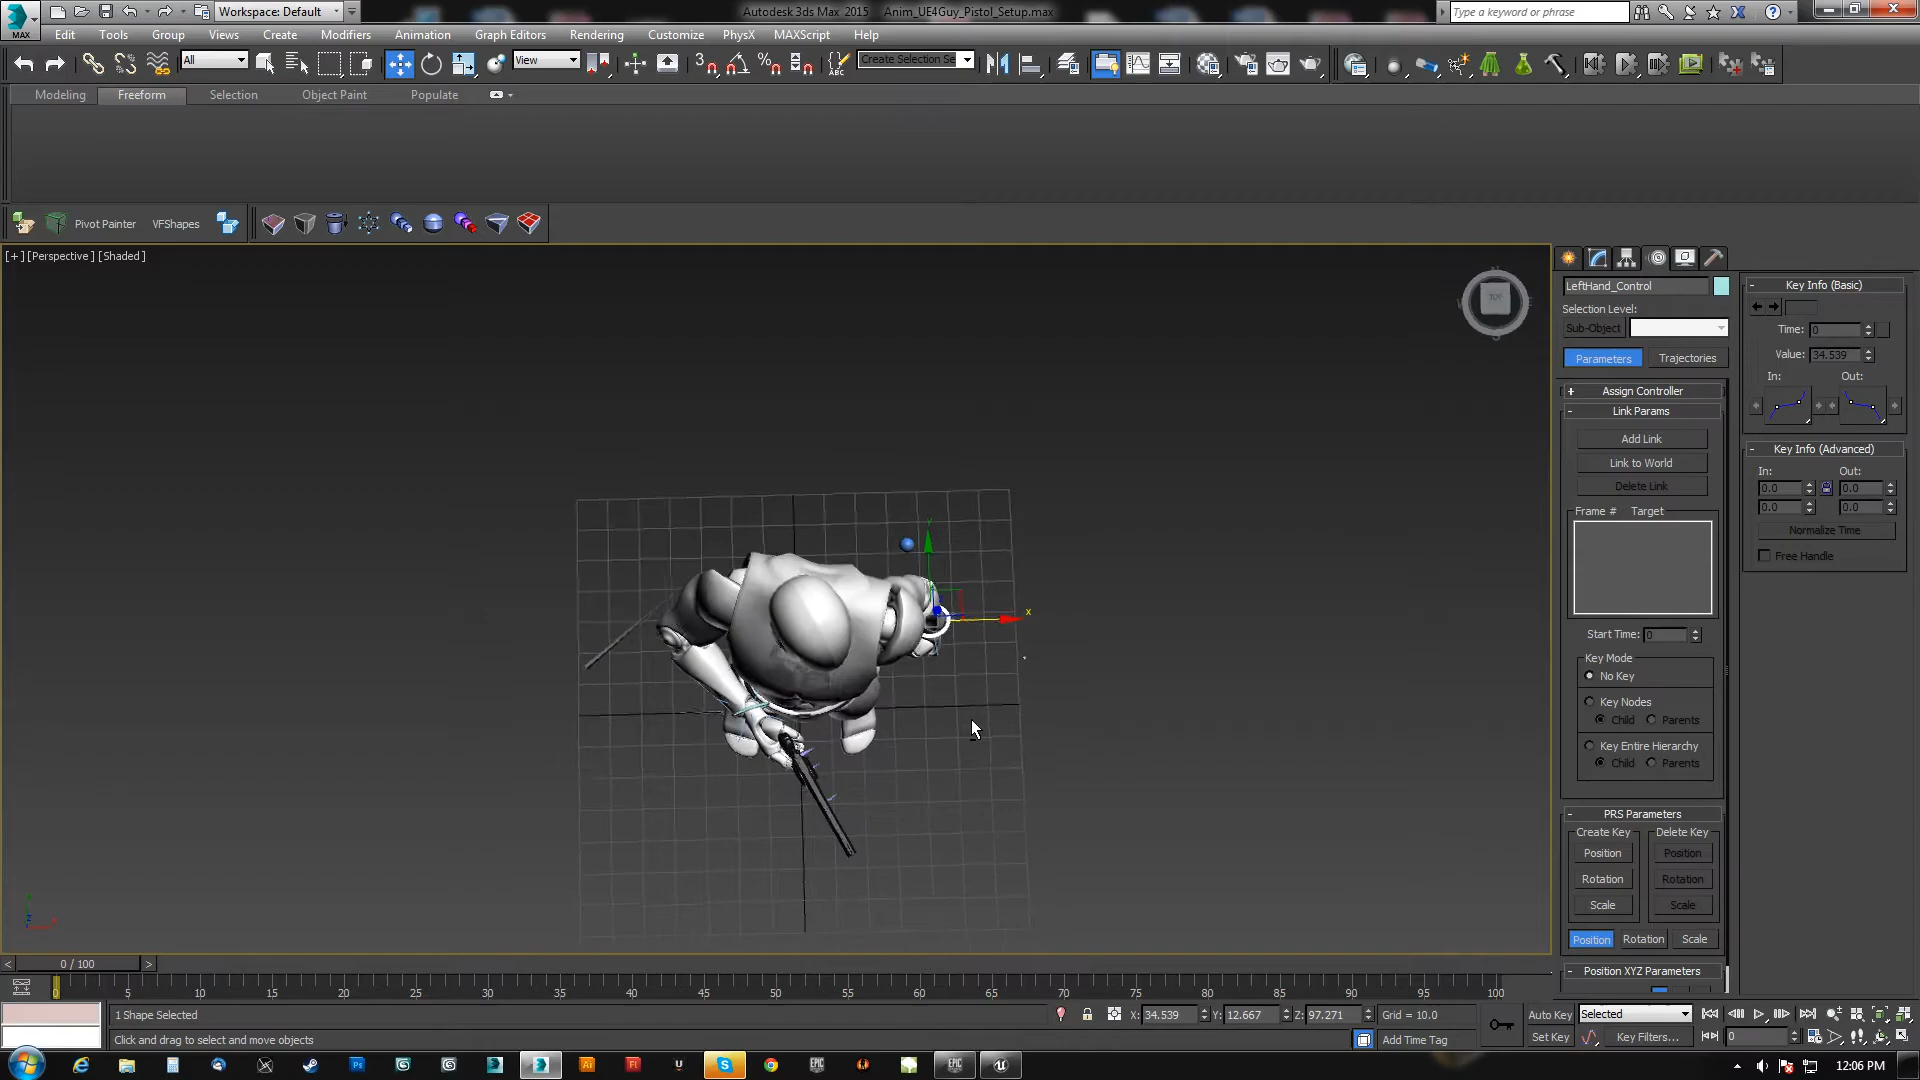 Workspace: Default
Autodesk 3ds Max 2015
Anim_UE4Guy_Pistol_Setup.max
Type a keyword or phrase
MAX
Edit
Tools
Group
Views
Create
Modifiers
Animation
Graph Editors
Rendering
Customize
PhysX
MAXScript
Help
All
View
3
ABC
Create Selection Se
Modeling
Freeform
Selection
Object Paint
Populate
Pivot Painter
VFShapes
[+] [Perspective] [Shaded]
TOP
LeftHand_Control
Selection Level:
Sub-Object
Parameters
Trajectories
+ Assign Controller
- Link Params
Add Link
Link to World
Delete Link
Frame #
Target
Start Time:
0
Key Mode
No Key
Key Nodes
Child
Parents
Key Entire Hierarchy
Child
Parents
- PRS Parameters
Create Key
Delete Key
Position
Position
Rotation
Rotation
Scale
Scale
Position
Rotation
Scale
- Position XYZ Parameters
- Key Info (Basic)
Time:
0
Value:
34.539
In:
Out:
- Key Info (Advanced)
In:
Out:
0.0
0.0
0.0
0.0
Normalize Time
Free Handle
x
y
< 0 / 100 >
0
5
10
15
20
25
30
35
40
45
50
55
60
65
70
75
80
85
90
95
100
1 Shape Selected
X: 34.539
Y: 12.667
Z: 97.271
Grid = 10.0
Auto Key
Selected
Click and drag to select and move objects
Add Time Tag
Set Key
Key Filters...
0
12:06 PM